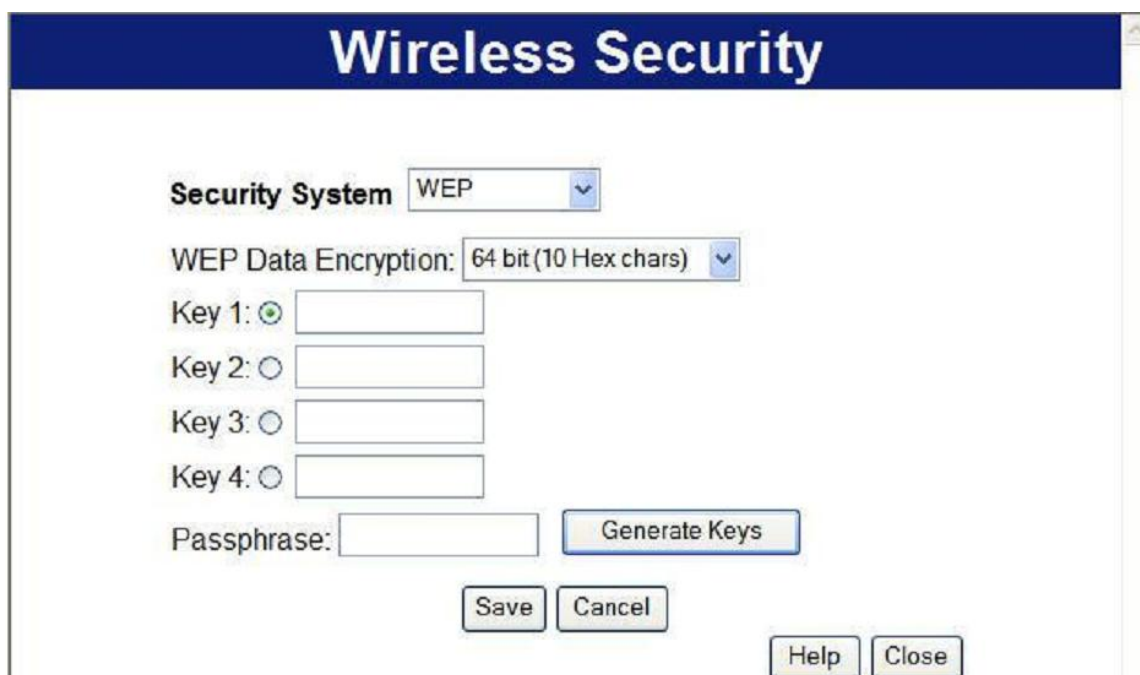 Wireless Security
Security System WEP
WEP Data Encryption: 64 bit (10 Hex chars)
Key 1:
Key 2:
Key 3:
Key 4:
Passphrase: Generate Keys
Save Cancel
Help Close